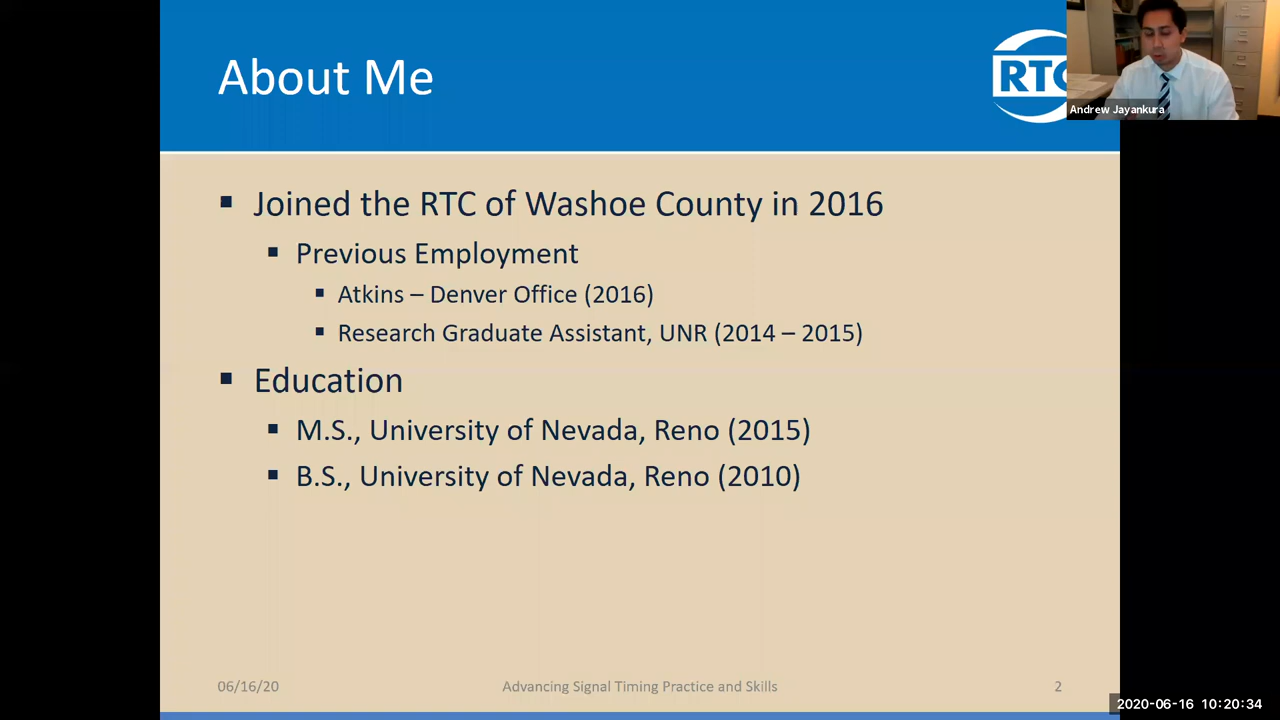 About Me
RTC
Andrew Jayankura
▪ Joined the RTC of Washoe County in 2016
▪ Previous Employment
▪ Atkins – Denver Office (2016)
▪ Research Graduate Assistant, UNR (2014 – 2015)
▪ Education
▪ M.S., University of Nevada, Reno (2015)
▪ B.S., University of Nevada, Reno (2010)
06/16/20
Advancing Signal Timing Practice and Skills
2
2020-06-16 10:20:34